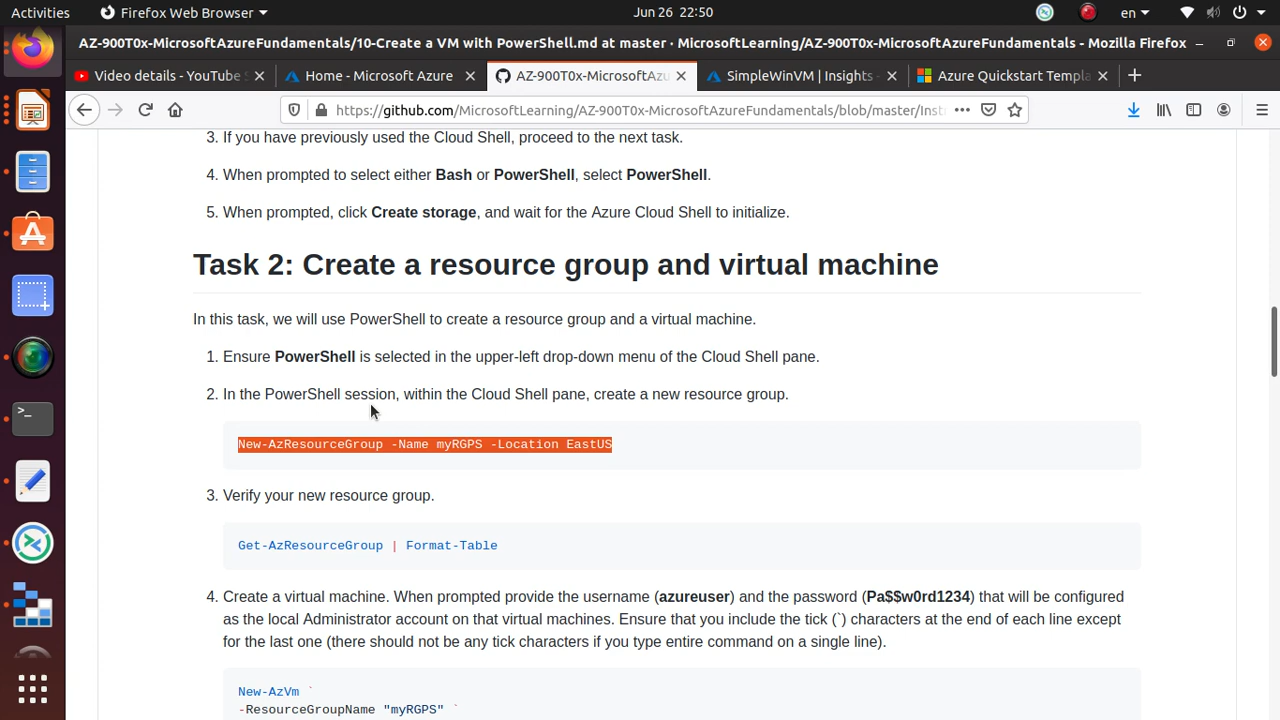 Activities
Firefox Web Browser
Jun 26 22:50
en
AZ-900T0x-MicrosoftAzureFundamentals/10-Create a VM with PowerShell.md at master · MicrosoftLearning/AZ-900T0x-MicrosoftAzureFundamentals - Mozilla Firefox
Video details - YouTube S
Home - Microsoft Azure
AZ-900T0x-MicrosoftAzu
SimpleWinVM | Insights -
Azure Quickstart Templa
https://github.com/MicrosoftLearning/AZ-900T0x-MicrosoftAzureFundamentals/blob/master/Inst
3. If you have previously used the Cloud Shell, proceed to the next task.
4. When prompted to select either Bash or PowerShell, select PowerShell.
5. When prompted, click Create storage, and wait for the Azure Cloud Shell to initialize.
Task 2: Create a resource group and virtual machine
In this task, we will use PowerShell to create a resource group and a virtual machine.
1. Ensure PowerShell is selected in the upper-left drop-down menu of the Cloud Shell pane.
2. In the PowerShell session, within the Cloud Shell pane, create a new resource group.
New-AzResourceGroup -Name myRGPS -Location EastUS
3. Verify your new resource group.
Get-AzResourceGroup | Format-Table
4. Create a virtual machine. When prompted provide the username (azureuser) and the password (Pa$$w0rd1234) that will be configured
as the local Administrator account on that virtual machines. Ensure that you include the tick (`) characters at the end of each line except
for the last one (there should not be any tick characters if you type entire command on a single line).
New-AzVm `
-ResourceGroupName "myRGPS" `